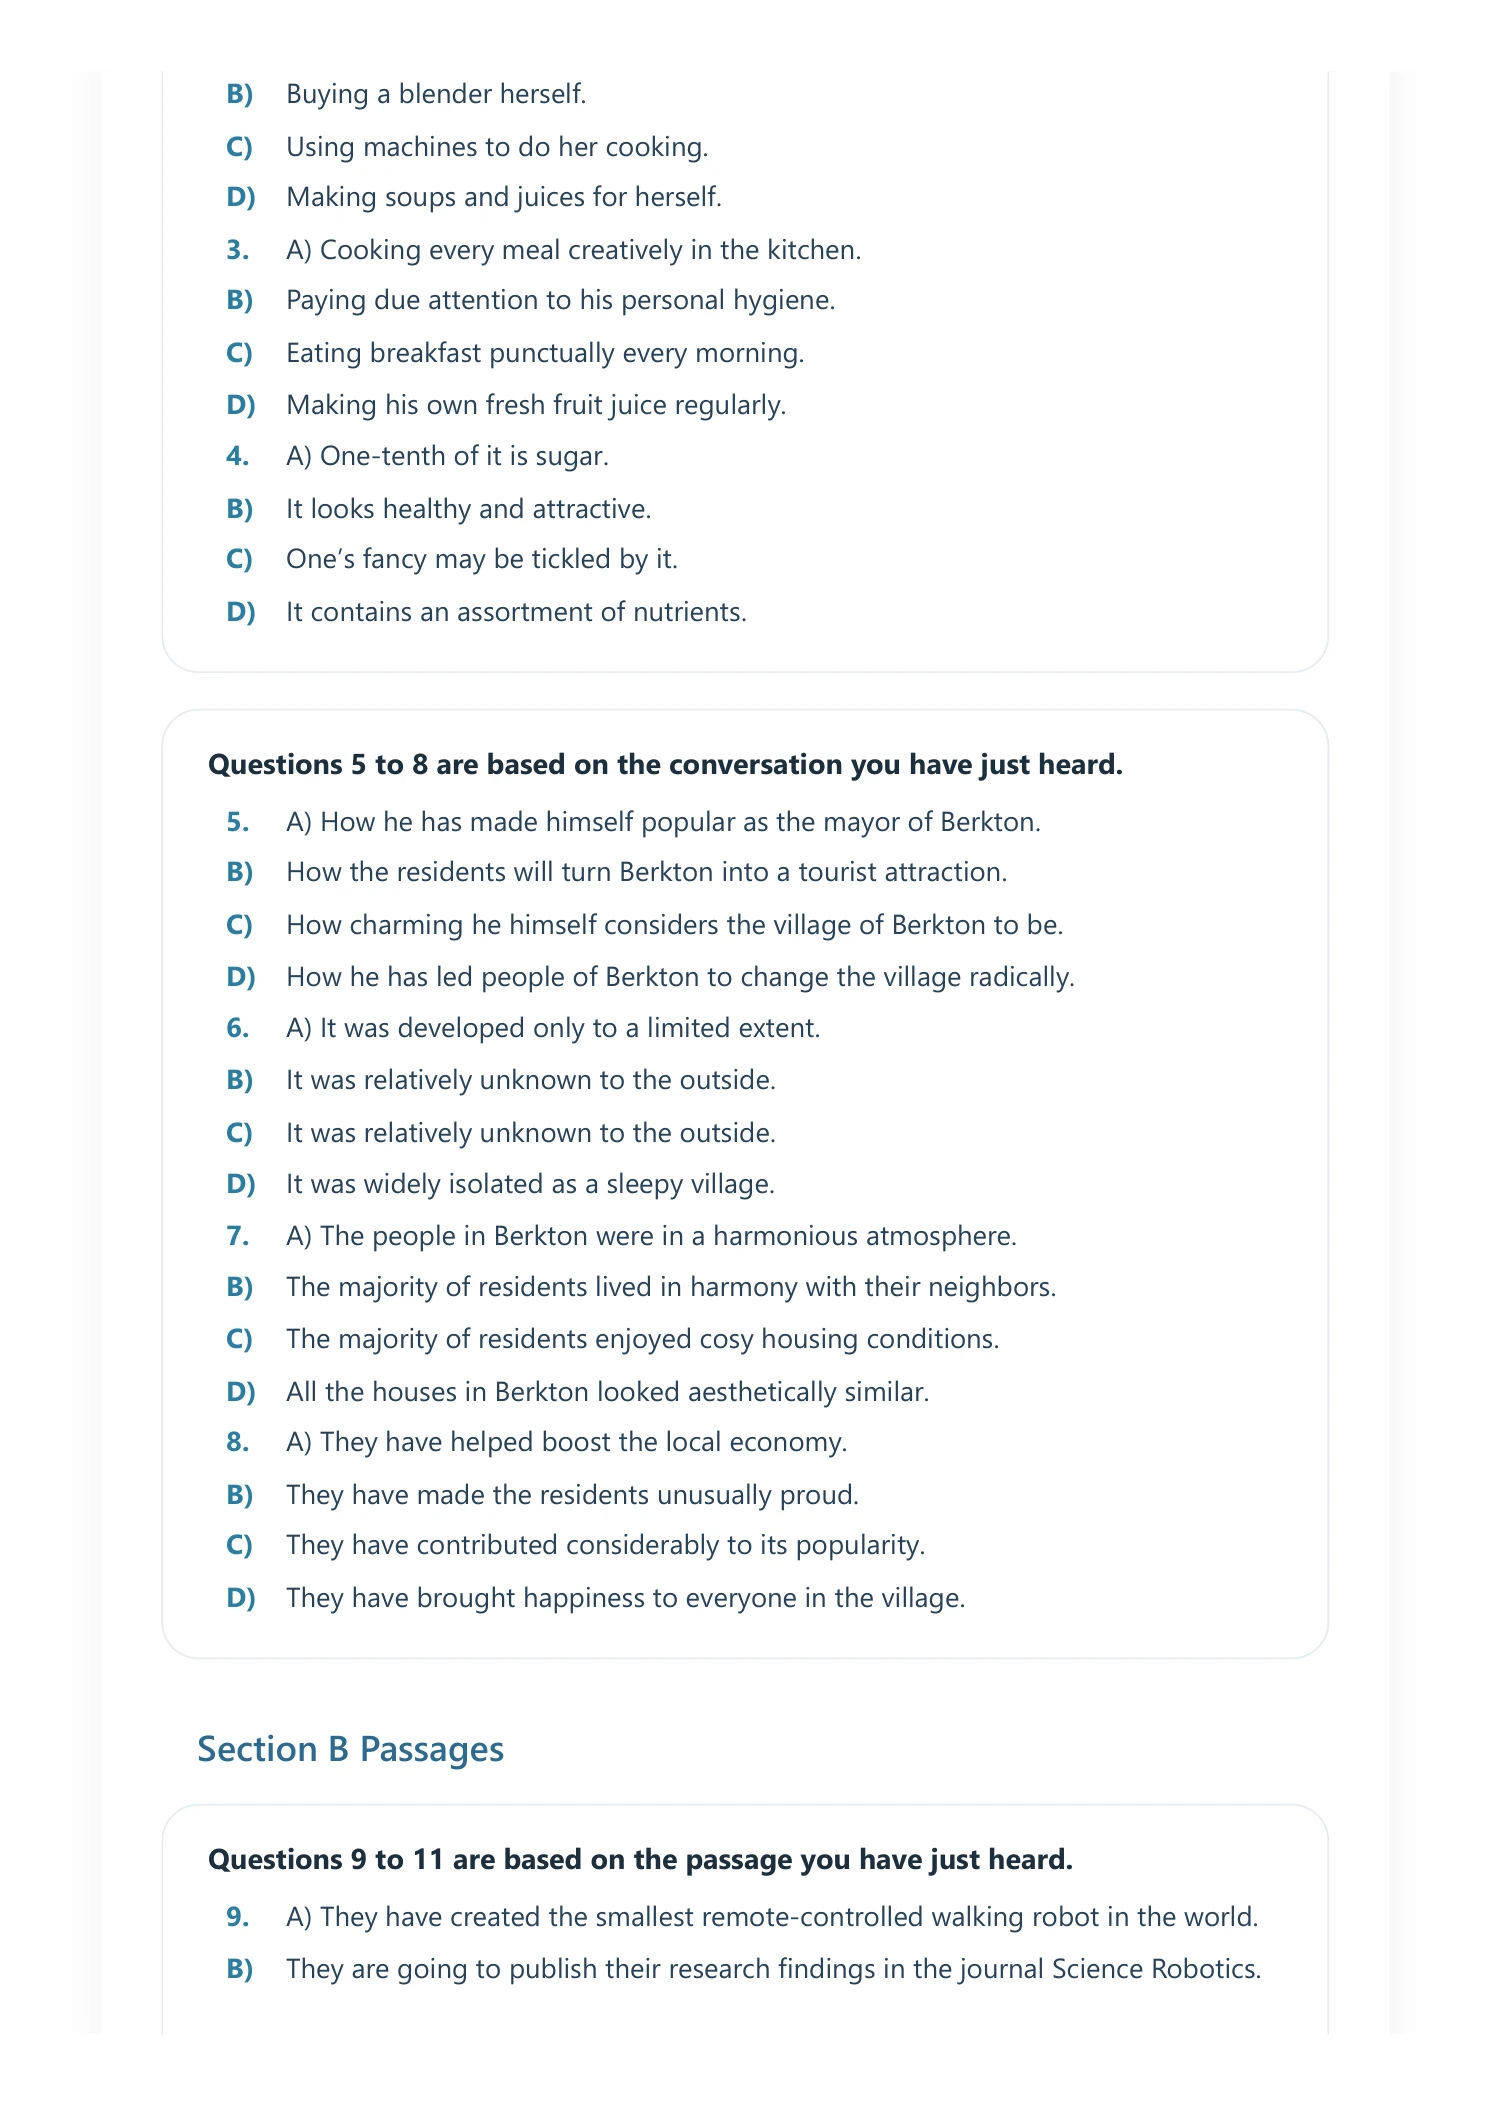 B) Buying a blender herself.
C) Using machines to do her cooking.
D) Making soups and juices for herself.
3. A) Cooking every meal creatively in the kitchen.
B) Paying due attention to his personal hygiene.
C) Eating breakfast punctually every morning.
D) Making his own fresh fruit juice regularly.
4. A) One-tenth of it is sugar.
B) It looks healthy and attractive.
C) One’s fancy may be tickled by it.
D) It contains an assortment of nutrients.
Questions 5 to 8 are based on the conversation you have just heard.
5. A) How he has made himself popular as the mayor of Berkton.
B) How the residents will turn Berkton into a tourist attraction.
C) How charming he himself considers the village of Berkton to be.
D) How he has led people of Berkton to change the village radically.
6. A) It was developed only to a limited extent.
B) It was relatively unknown to the outside.
C) It was relatively unknown to the outside.
D) It was widely isolated as a sleepy village.
7. A) The people in Berkton were in a harmonious atmosphere.
B) The majority of residents lived in harmony with their neighbors.
C) The majority of residents enjoyed cosy housing conditions.
D) All the houses in Berkton looked aesthetically similar.
8. A) They have helped boost the local economy.
B) They have made the residents unusually proud.
C) They have contributed considerably to its popularity.
D) They have brought happiness to everyone in the village.
Section B Passages
Questions 9 to 11 are based on the passage you have just heard.
9. A) They have created the smallest remote-controlled walking robot in the world.
B) They are going to publish their research findings in the journal Science Robotics.